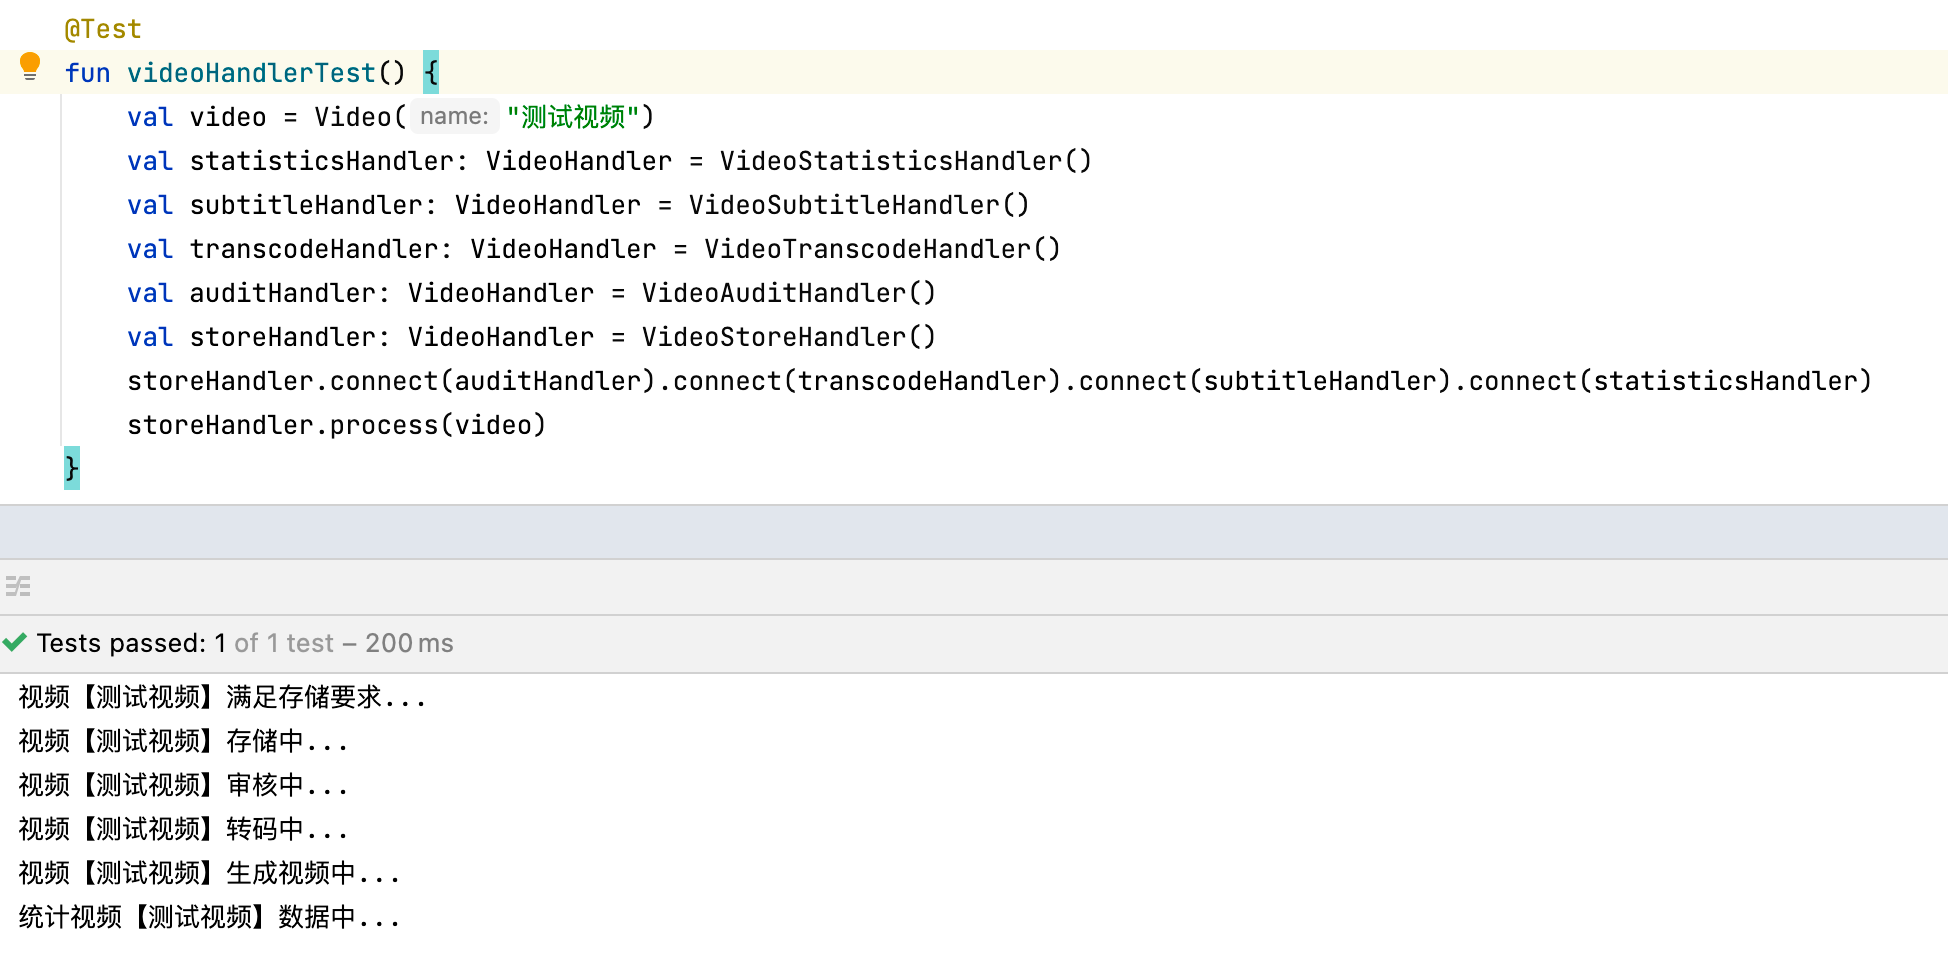 @Test
fun videoHandlerTest() {
    val video = Video( name: "测试视频")
    val statisticsHandler: VideoHandler = VideoStatisticsHandler()
    val subtitleHandler: VideoHandler = VideoSubtitleHandler()
    val transcodeHandler: VideoHandler = VideoTranscodeHandler()
    val auditHandler: VideoHandler = VideoAuditHandler()
    val storeHandler: VideoHandler = VideoStoreHandler()
    storeHandler.connect(auditHandler).connect(transcodeHandler).connect(subtitleHandler).connect(statisticsHandler)
    storeHandler.process(video)
}
Tests passed: 1 of 1 test – 200 ms
视频【测试视频】满足存储要求...
视频【测试视频】存储中...
视频【测试视频】审核中...
视频【测试视频】转码中...
视频【测试视频】生成视频中...
统计视频【测试视频】数据中...